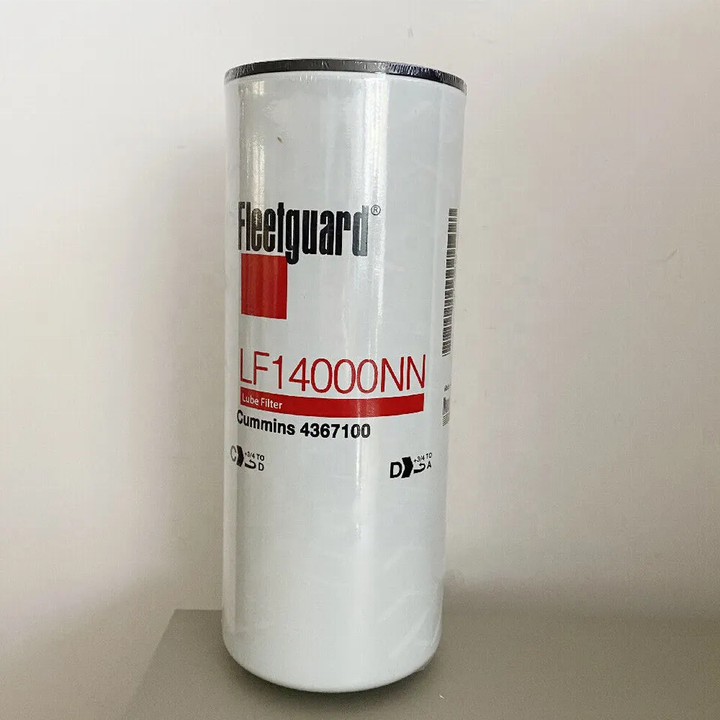 Fleetguard®
LF14000NN
Lube Filter
Cummins 4367100
C +3/4 TO D
D +3/4 TO A